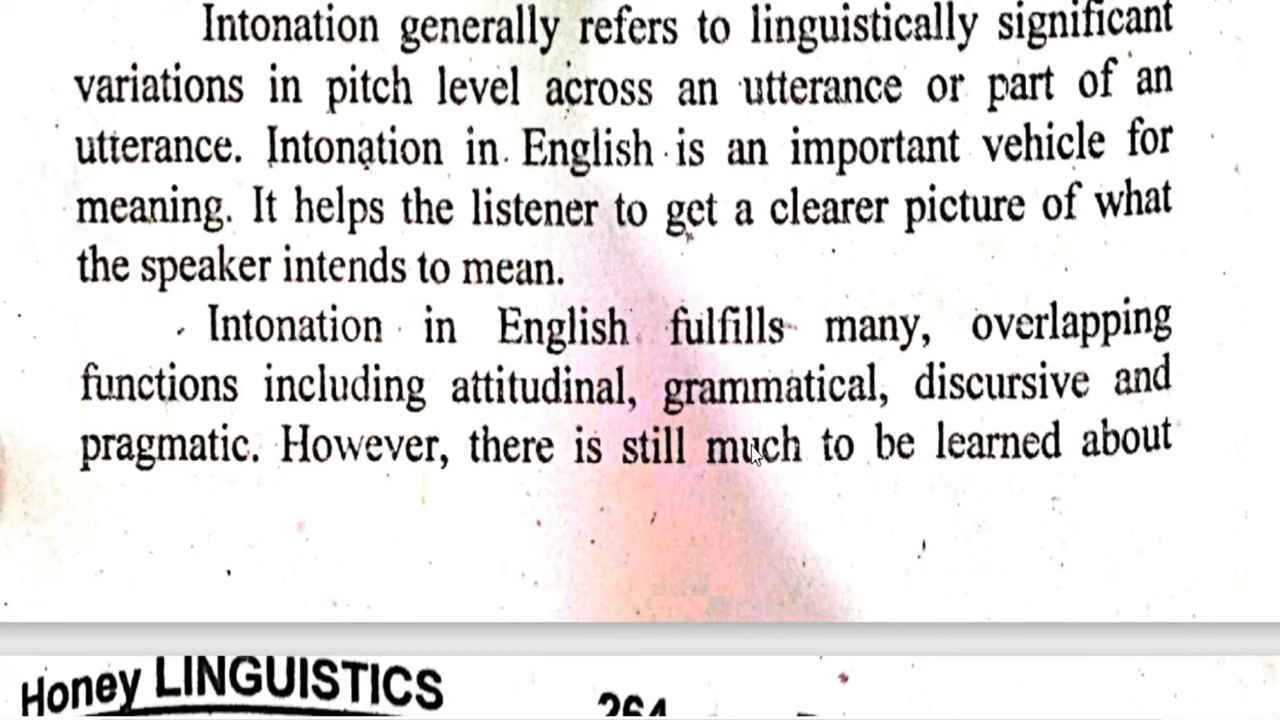 Intonation generally refers to linguistically significant
variations in pitch level across an utterance or part of an
utterance. Intonation in English is an important vehicle for
meaning. It helps the listener to get a clearer picture of what
the speaker intends to mean.
Intonation in English fulfills many, overlapping
functions including attitudinal, grammatical, discursive and
pragmatic. However, there is still much to be learned about
Honey LINGUISTICS
264